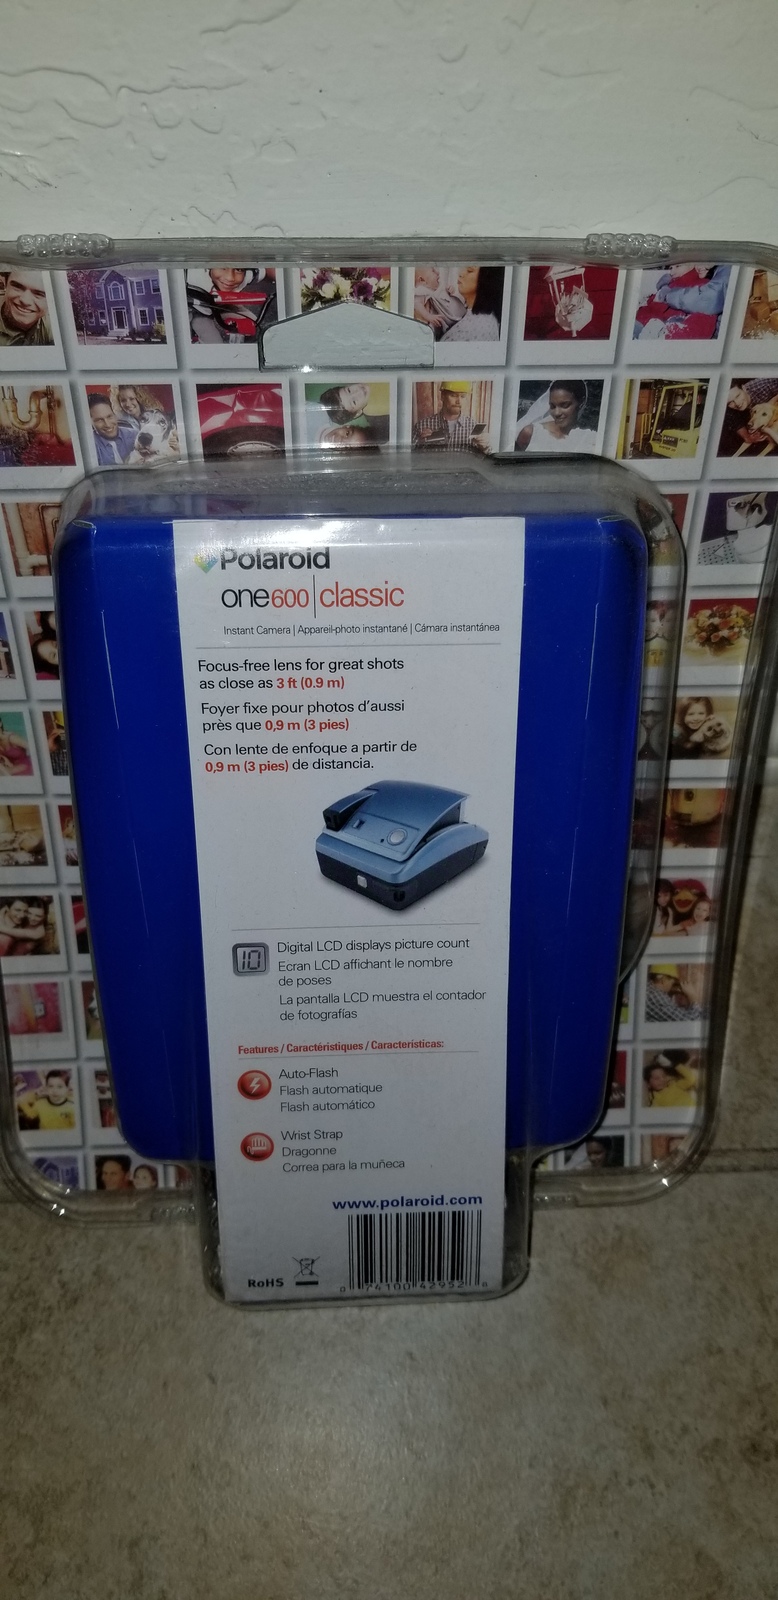 Polaroid
one600|classic
Instant Camera | Appareil-photo instantané | Cámara instantánea
Focus-free lens for great shots
as close as 3 ft (0.9 m)
Foyer fixe pour photos d'aussi
près que 0,9 m (3 pies)
Con lente de enfoque a partir de
0,9 m (3 pies) de distancia.
10
Digital LCD displays picture count
Ecran LCD affichant le nombre
de poses
La pantalla LCD muestra el contador
de fotografías
Features / Caractéristiques / Características:
Auto-Flash
Flash automatique
Flash automático
Wrist Strap
Dragonne
Correa para la muñeca
www.polaroid.com
RoHS
0 74100 42952 8